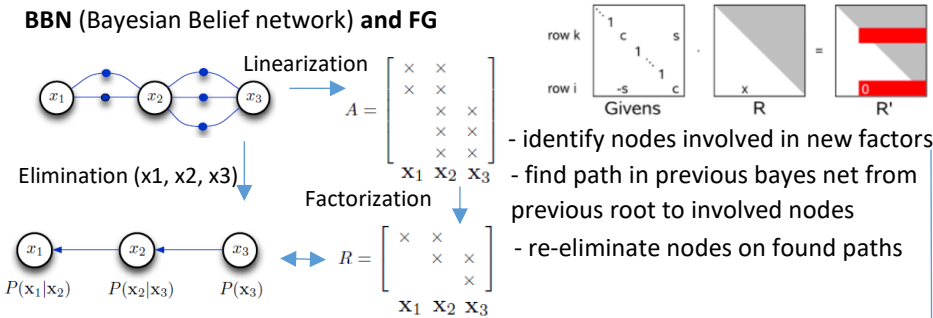 BBN (Bayesian Belief network) and FG
x1
x2
x3
Linearization
A =
× ×
× ×
× ×
× ×
× ×
x1 x2 x3
Elimination (x1, x2, x3)
Factorization
x1
x2
x3
P(x1|x2)
P(x2|x3)
P(x3)
R =
× ×
× ×
×
x1 x2 x3
row k
row i
1
c
s
1
1
-s
c
Givens
·
x
R
=
0
R'
- identify nodes involved in new factors
- find path in previous bayes net from
previous root to involved nodes
- re-eliminate nodes on found paths